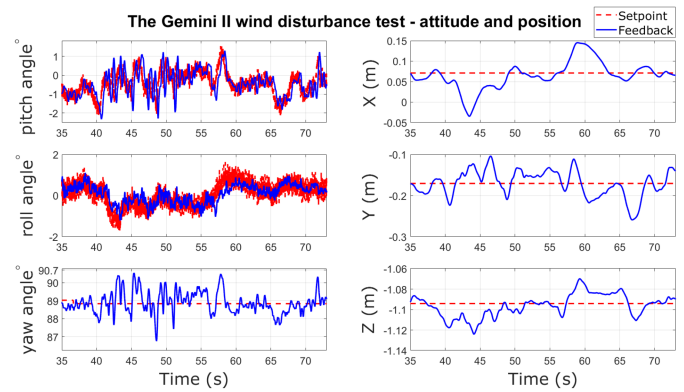 The Gemini II wind disturbance test - attitude and position
Setpoint
Feedback
pitch angle°
1
0
-1
-2
35 40 45 50 55 60 65 70
X (m)
0.15
0.1
0.05
0
-0.05
35 40 45 50 55 60 65 70
roll angle°
2
0
-2
35 40 45 50 55 60 65 70
Y (m)
-0.1
-0.2
-0.3
35 40 45 50 55 60 65 70
yaw angle°
90.7
90
89
88
87
35 40 45 50 55 60 65 70
Time (s)
Z (m)
-1.06
-1.08
-1.1
-1.12
-1.14
35 40 45 50 55 60 65 70
Time (s)